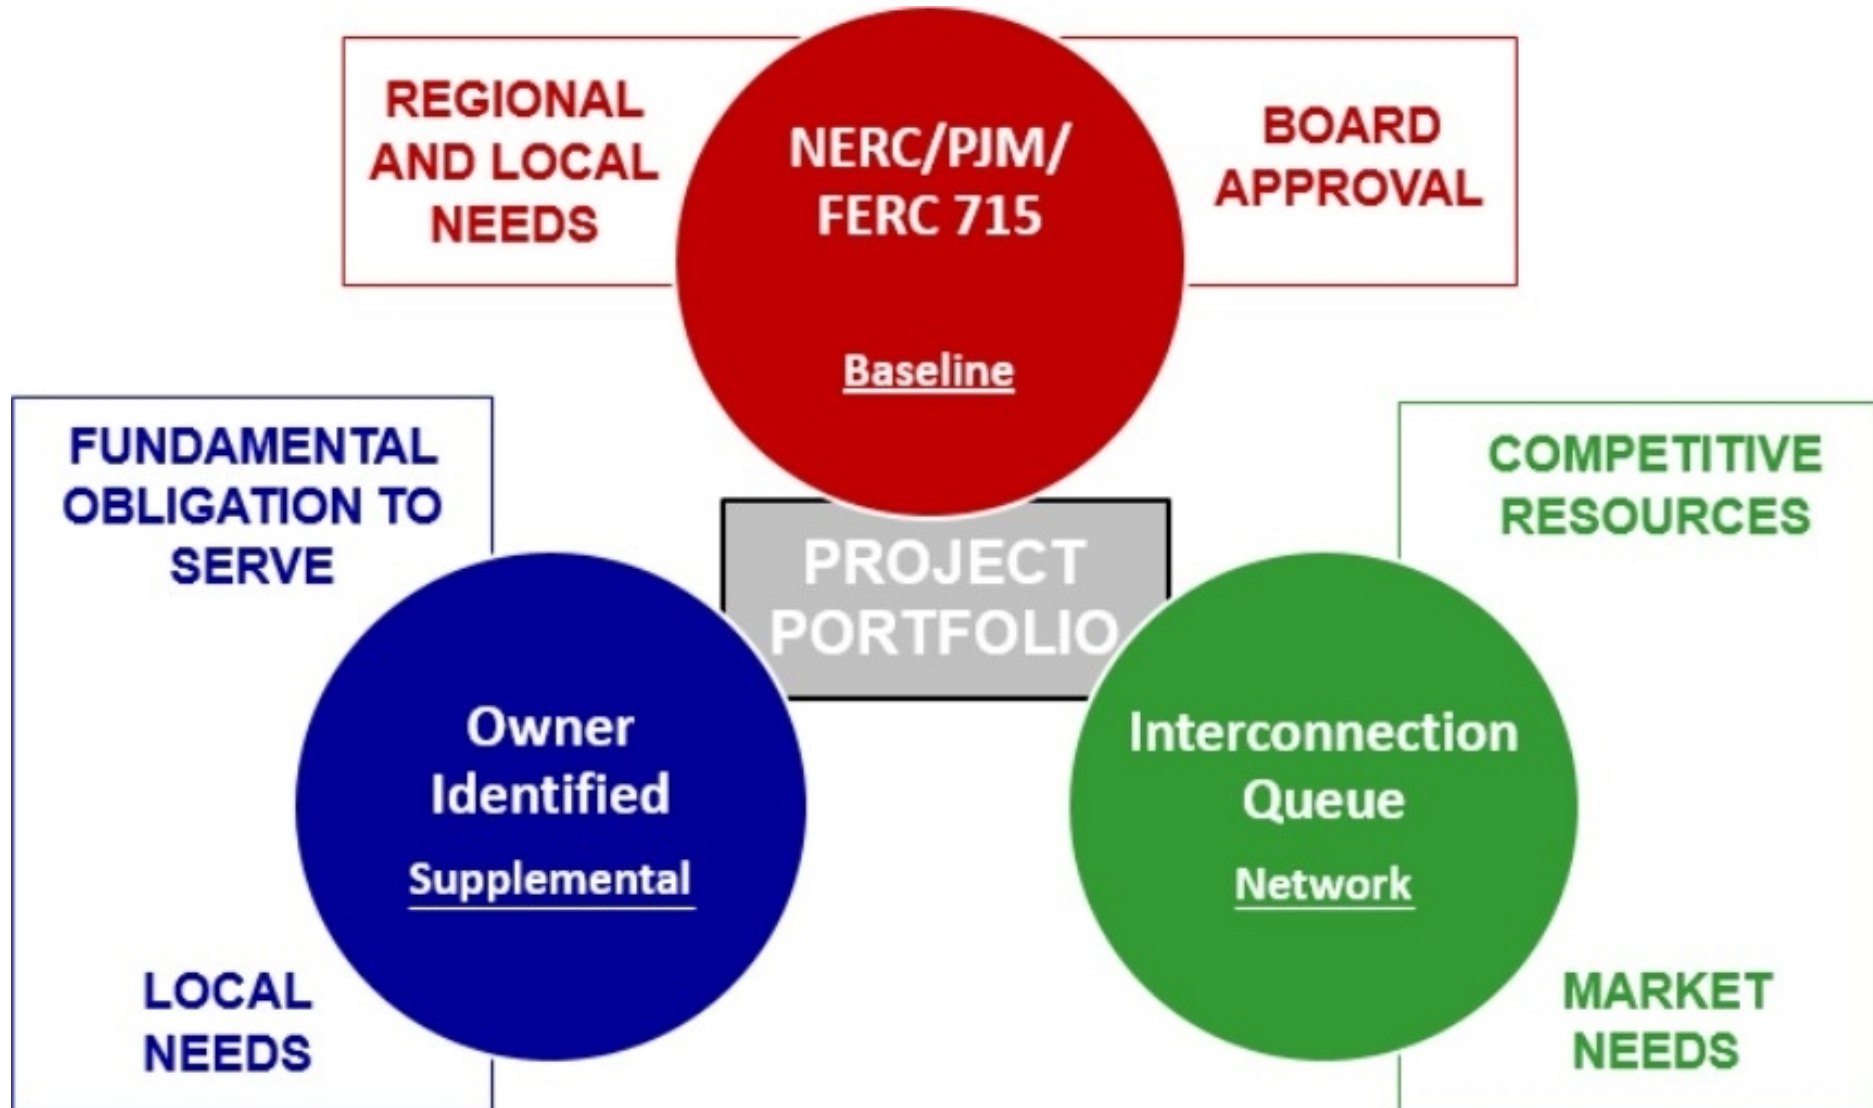 REGIONAL
AND LOCAL
NEEDS
NERC/PJM/
FERC 715
Baseline
BOARD
APPROVAL
FUNDAMENTAL
OBLIGATION TO
SERVE
PROJECT
PORTFOLIO
COMPETITIVE
RESOURCES
Owner
Identified
Supplemental
Interconnection
Queue
Network
LOCAL
NEEDS
MARKET
NEEDS